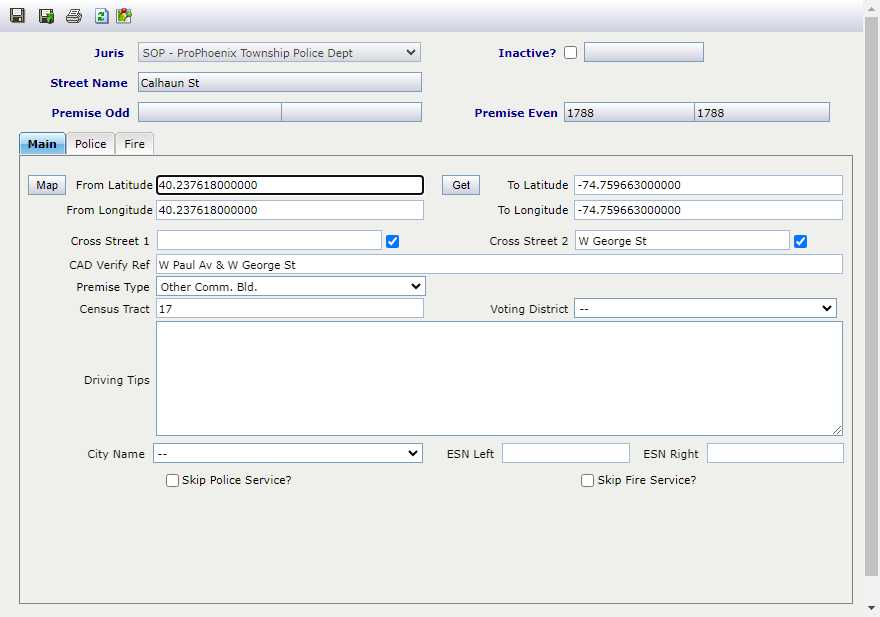 Juris SOP - ProPhoenix Township Police Dept Inactive?
Street Name Calhaun St
Premise Odd Premise Even 1788 1788
Main Police Fire
Map From Latitude 40.237618000000 Get To Latitude -74.759663000000
From Longitude 40.237618000000 To Longitude -74.759663000000
Cross Street 1 Cross Street 2 W George St
CAD Verify Ref W Paul Av & W George St
Premise Type Other Comm. Bld.
Census Tract 17 Voting District --
Driving Tips
City Name -- ESN Left ESN Right
Skip Police Service? Skip Fire Service?